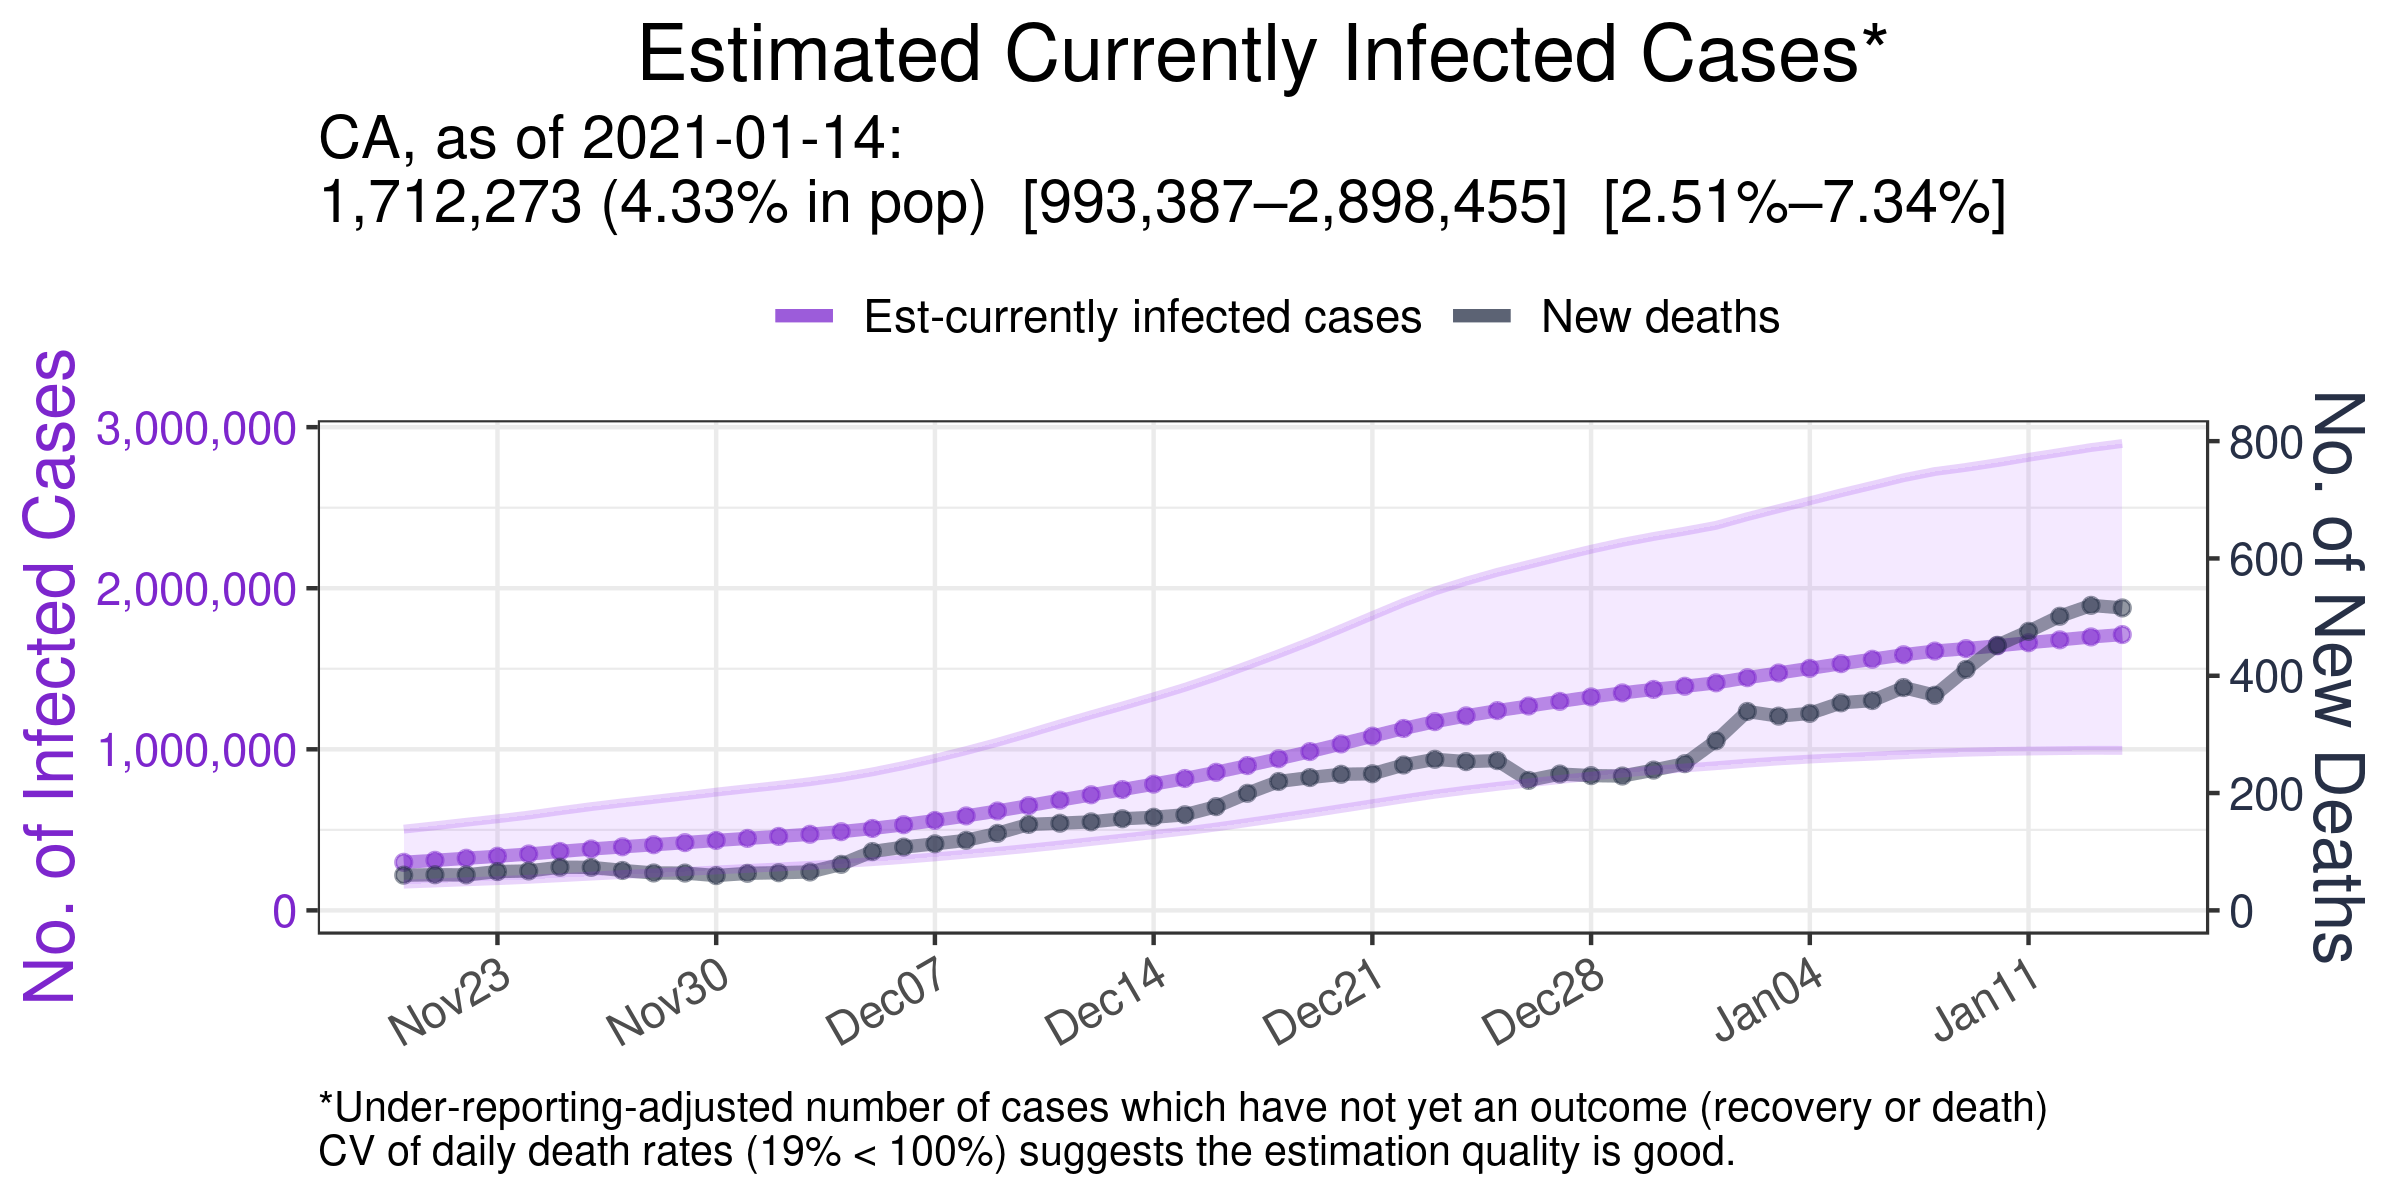 Estimated Currently Infected Cases*
CA, as of 2021-01-14:
1,712,273 (4.33% in pop)  [993,387–2,898,455]  [2.51%–7.34%]
Est-currently infected cases
New deaths
No. of Infected Cases
3,000,000
2,000,000
1,000,000
0
800
600
400
200
0
No. of New Deaths
Nov23
Nov30
Dec07
Dec14
Dec21
Dec28
Jan04
Jan11
*Under-reporting-adjusted number of cases which have not yet an outcome (recovery or death)
CV of daily death rates (19% < 100%) suggests the estimation quality is good.